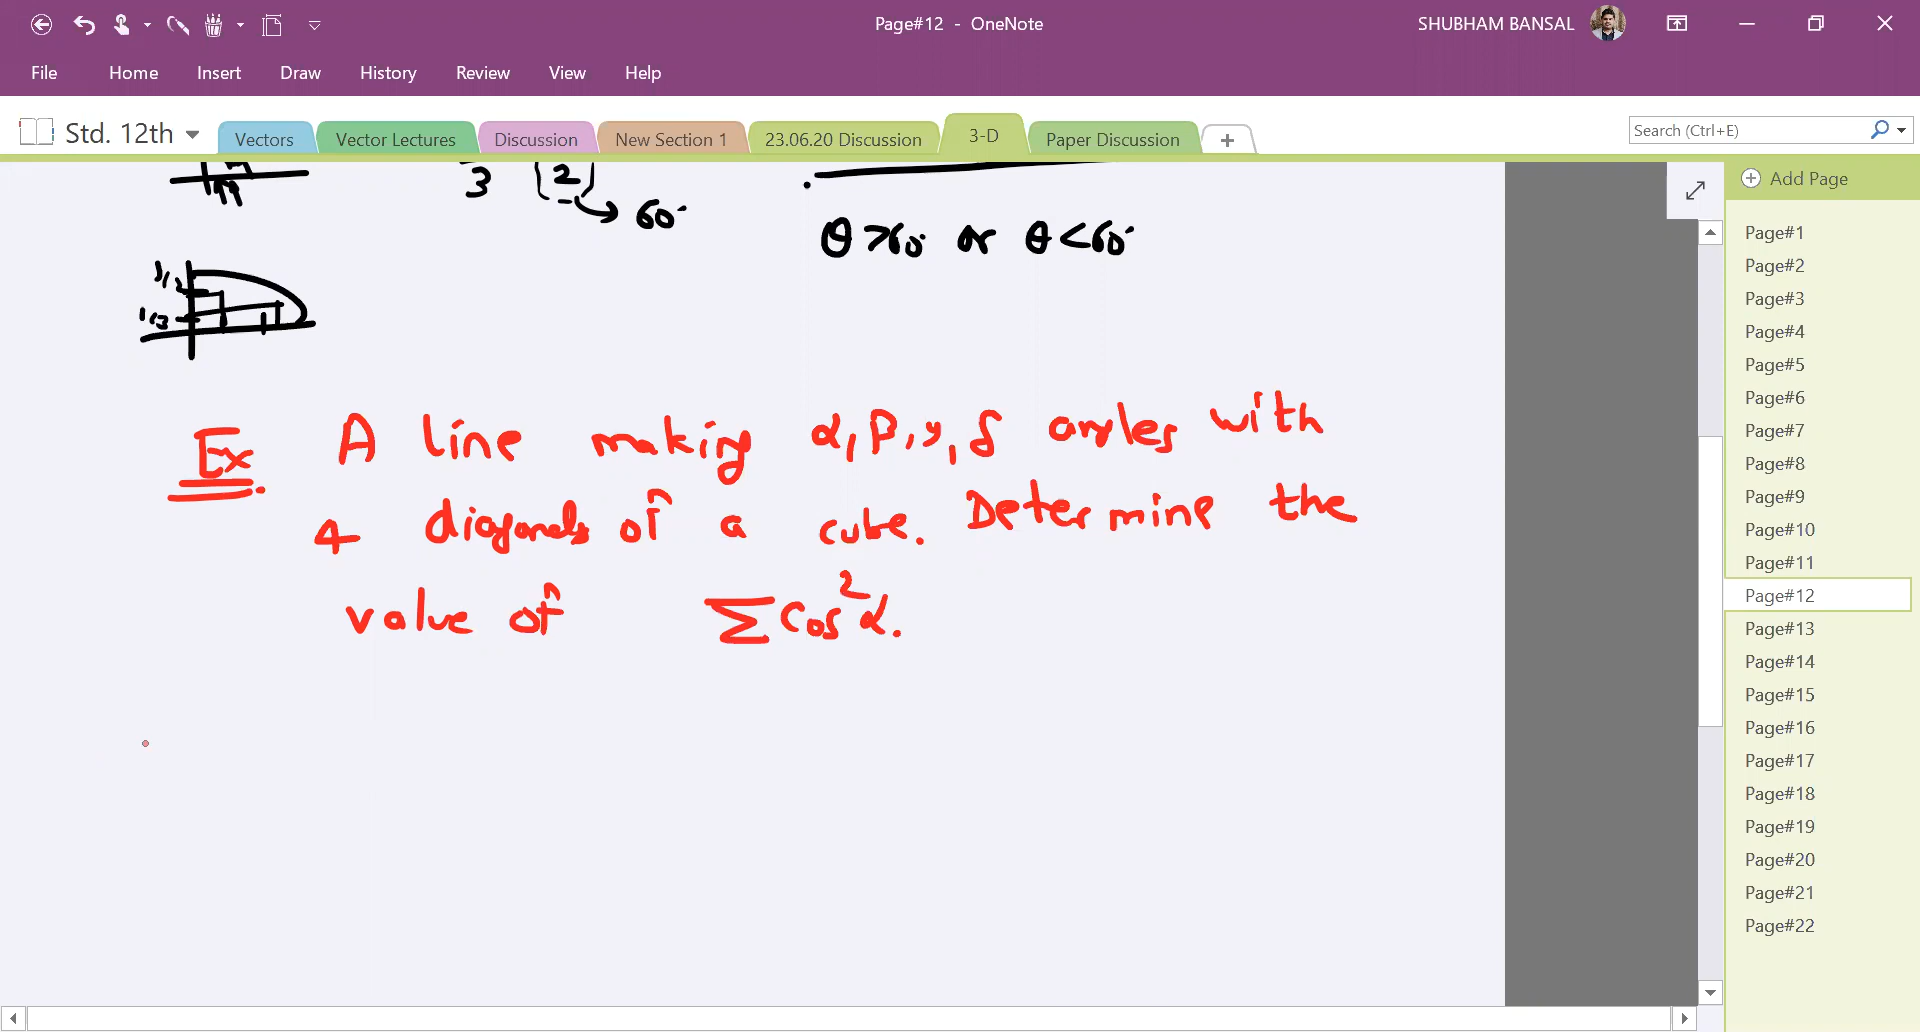 Page#12 - OneNote
SHUBHAM BANSAL
File Home Insert Draw History Review View Help
Std. 12th
Vectors Vector Lectures Discussion New Section 1 23.06.20 Discussion 3-D Paper Discussion +
Search (Ctrl+E)
Add Page
3 2
60°
θ >60° or θ <60°
1/3
Ex. A line making α, β, γ, δ angles with
4 diagonals of a cube. Determine the
value of Σ cos²α.
Page#1
Page#2
Page#3
Page#4
Page#5
Page#6
Page#7
Page#8
Page#9
Page#10
Page#11
Page#12
Page#13
Page#14
Page#15
Page#16
Page#17
Page#18
Page#19
Page#20
Page#21
Page#22